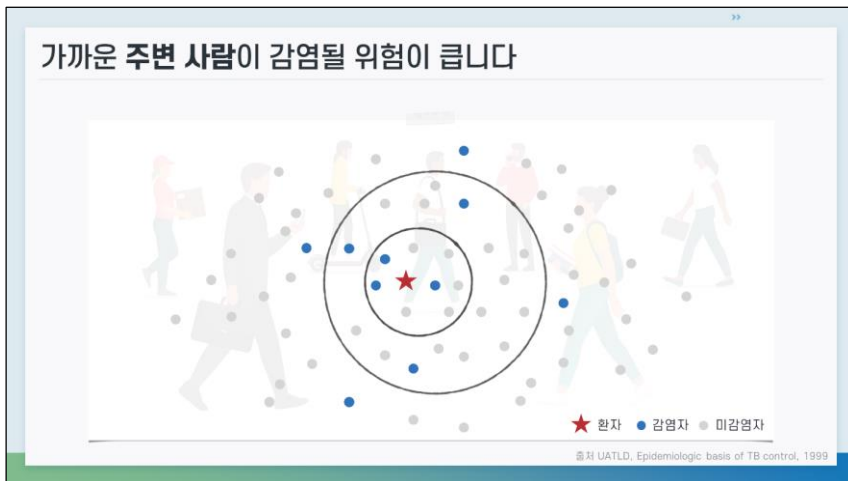 »
가까운 주변 사람이 감염될 위험이 큽니다
★ 환자 ● 감염자 ● 미감염자
출처 UATLD, Epidemiologic basis of TB control, 1999